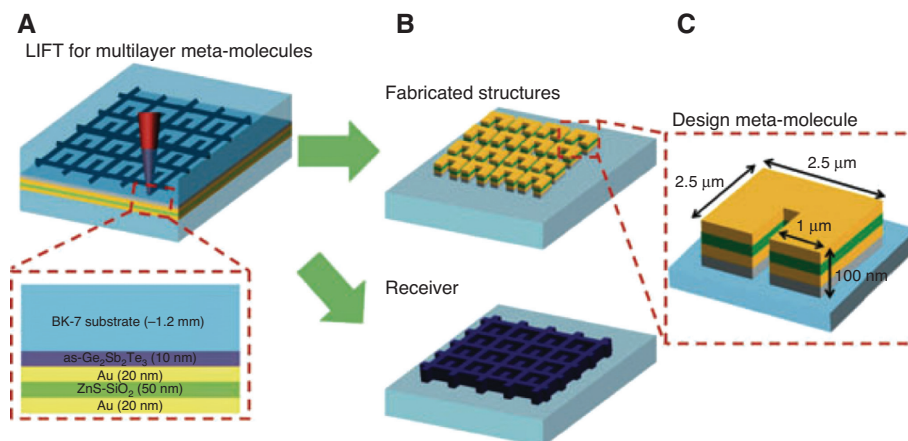 A
LIFT for multilayer meta-molecules
BK-7 substrate (–1.2 mm)
as-Ge₂Sb₂Te₃ (10 nm)
Au (20 nm)
ZnS-SiO₂ (50 nm)
Au (20 nm)
B
Fabricated structures
Receiver
C
Design meta-molecule
2.5 μm
2.5 μm
1 μm
100 nm